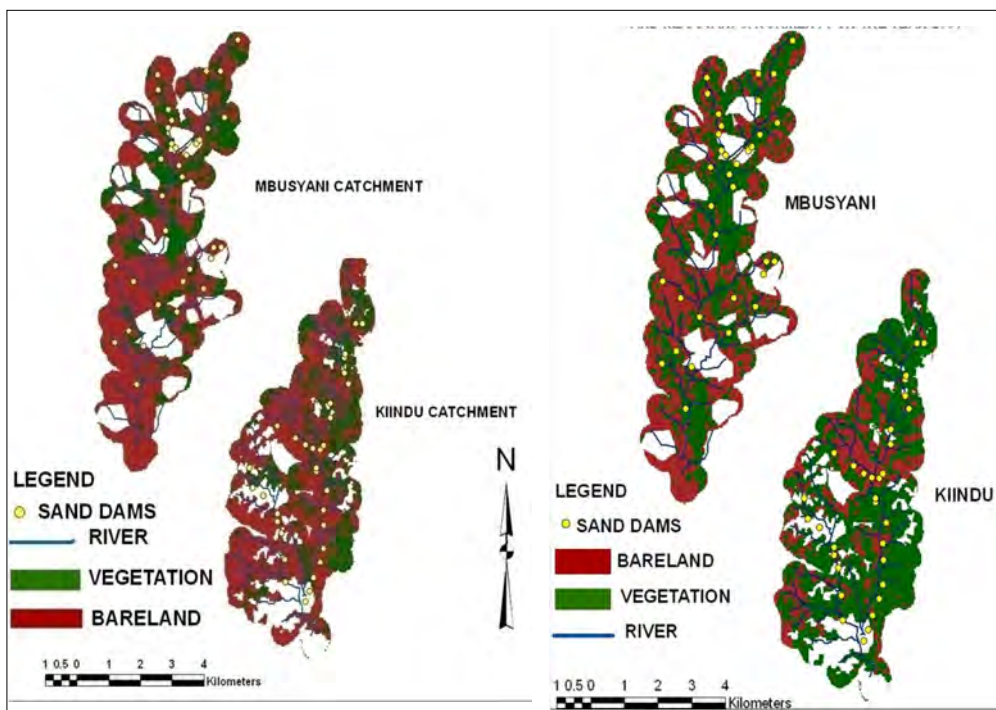 MBUSYANI CATCHMENT
KIINDU CATCHMENT
N
LEGEND
SAND DAMS
RIVER
VEGETATION
BARELAND
1 0.5 0 1 2 3 4
Kilometers
MBUSYANI
KIINDU
LEGEND
SAND DAMS
BARELAND
VEGETATION
RIVER
1 0.5 0 1 2 3 4
Kilometers